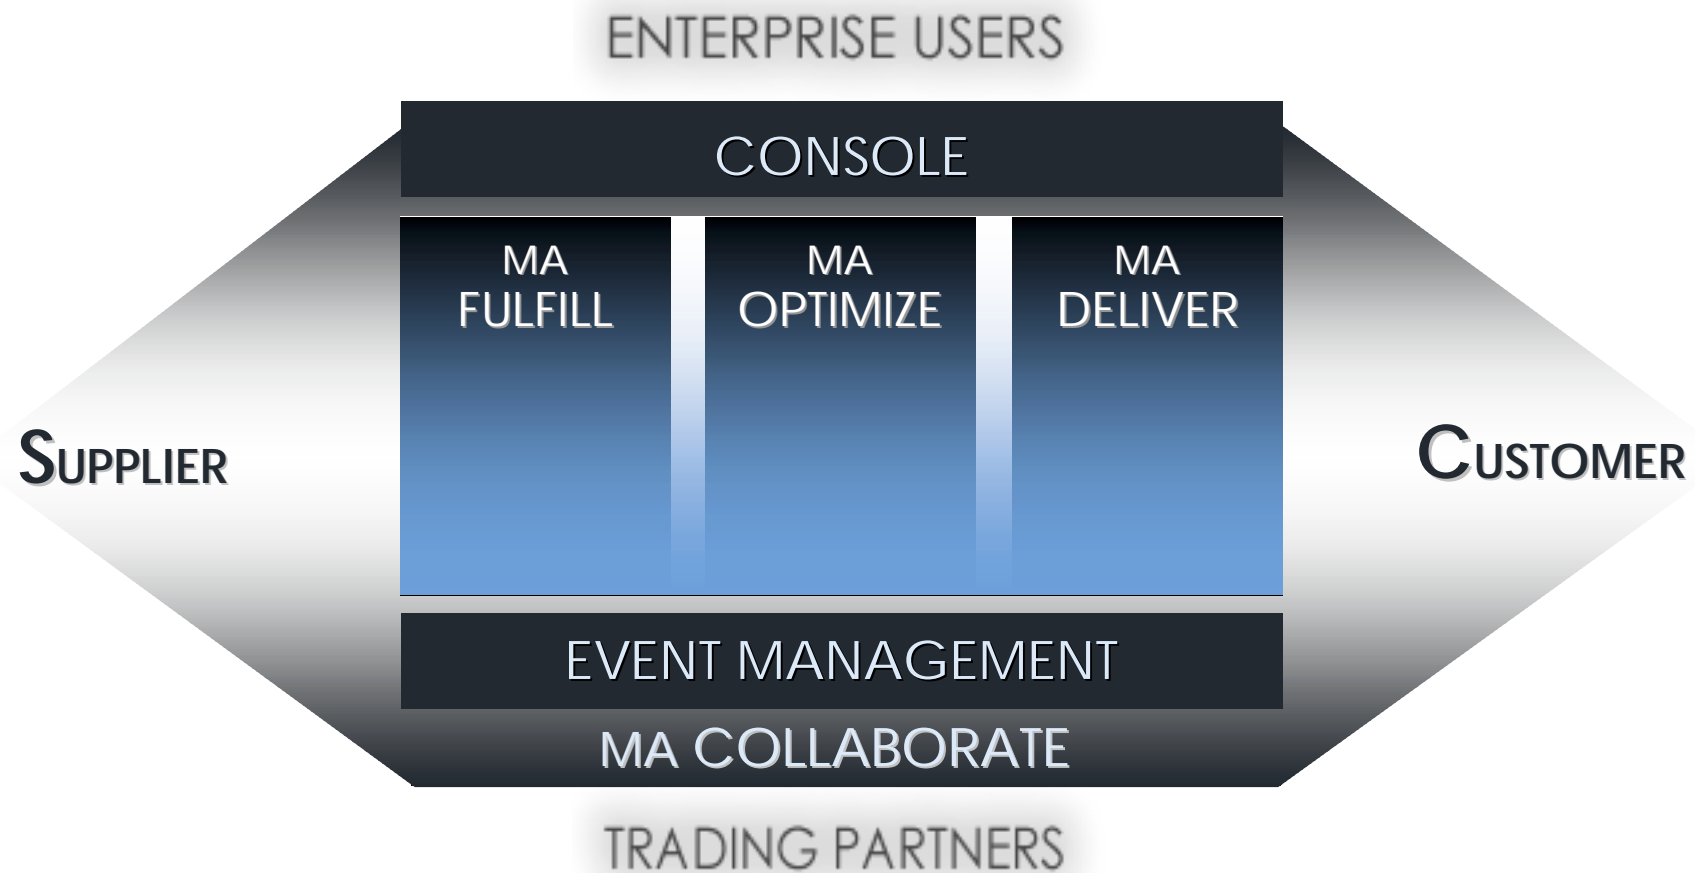 ENTERPRISE USERS
CONSOLE
MA
FULFILL
MA
OPTIMIZE
MA
DELIVER
SUPPLIER
CUSTOMER
EVENT MANAGEMENT
MA COLLABORATE
TRADING PARTNERS